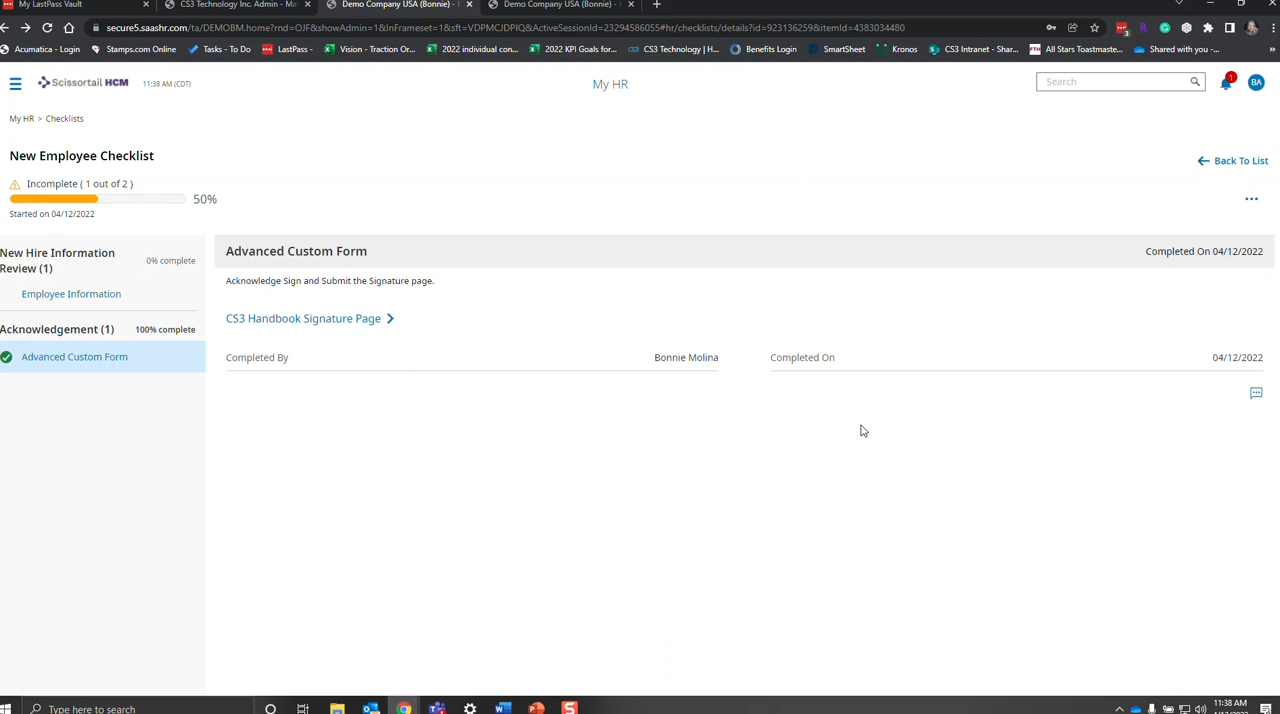 My LastPass Vault
CS3 Technology Inc. Admin - Ma
Demo Company USA (Bonnie) -
Demo Company USA (Bonnie) -
secure5.saashr.com/ta/DEMOBM.home?rnd=OJF&showAdmin=1&InFrameset=1&sft=VDPMCJDPIQ&ActiveSessionId=23294586055#hr/checklists/details?id=923136259&itemId=4383034480
Acumatica - Login
Stamps.com Online
Tasks - To Do
LastPass -
Vision - Traction Or...
2022 individual con...
2022 KPI Goals for...
CS3 Technology | H...
Benefits Login
SmartSheet
Kronos
CS3 Intranet - Shar...
All Stars Toastmaste...
Shared with you -...
»
Scissortail HCM
11:38 AM (CDT)
My HR
Search
1
BA
My HR > Checklists
New Employee Checklist
Back To List
Incomplete ( 1 out of 2 )
50%
Started on 04/12/2022
New Hire Information
Review (1)
0% complete
Employee Information
Acknowledgement (1)
100% complete
Advanced Custom Form
Advanced Custom Form
Completed On 04/12/2022
Acknowledge Sign and Submit the Signature page.
CS3 Handbook Signature Page
Completed By
Bonnie Molina
Completed On
04/12/2022
Type here to search
11:38 AM